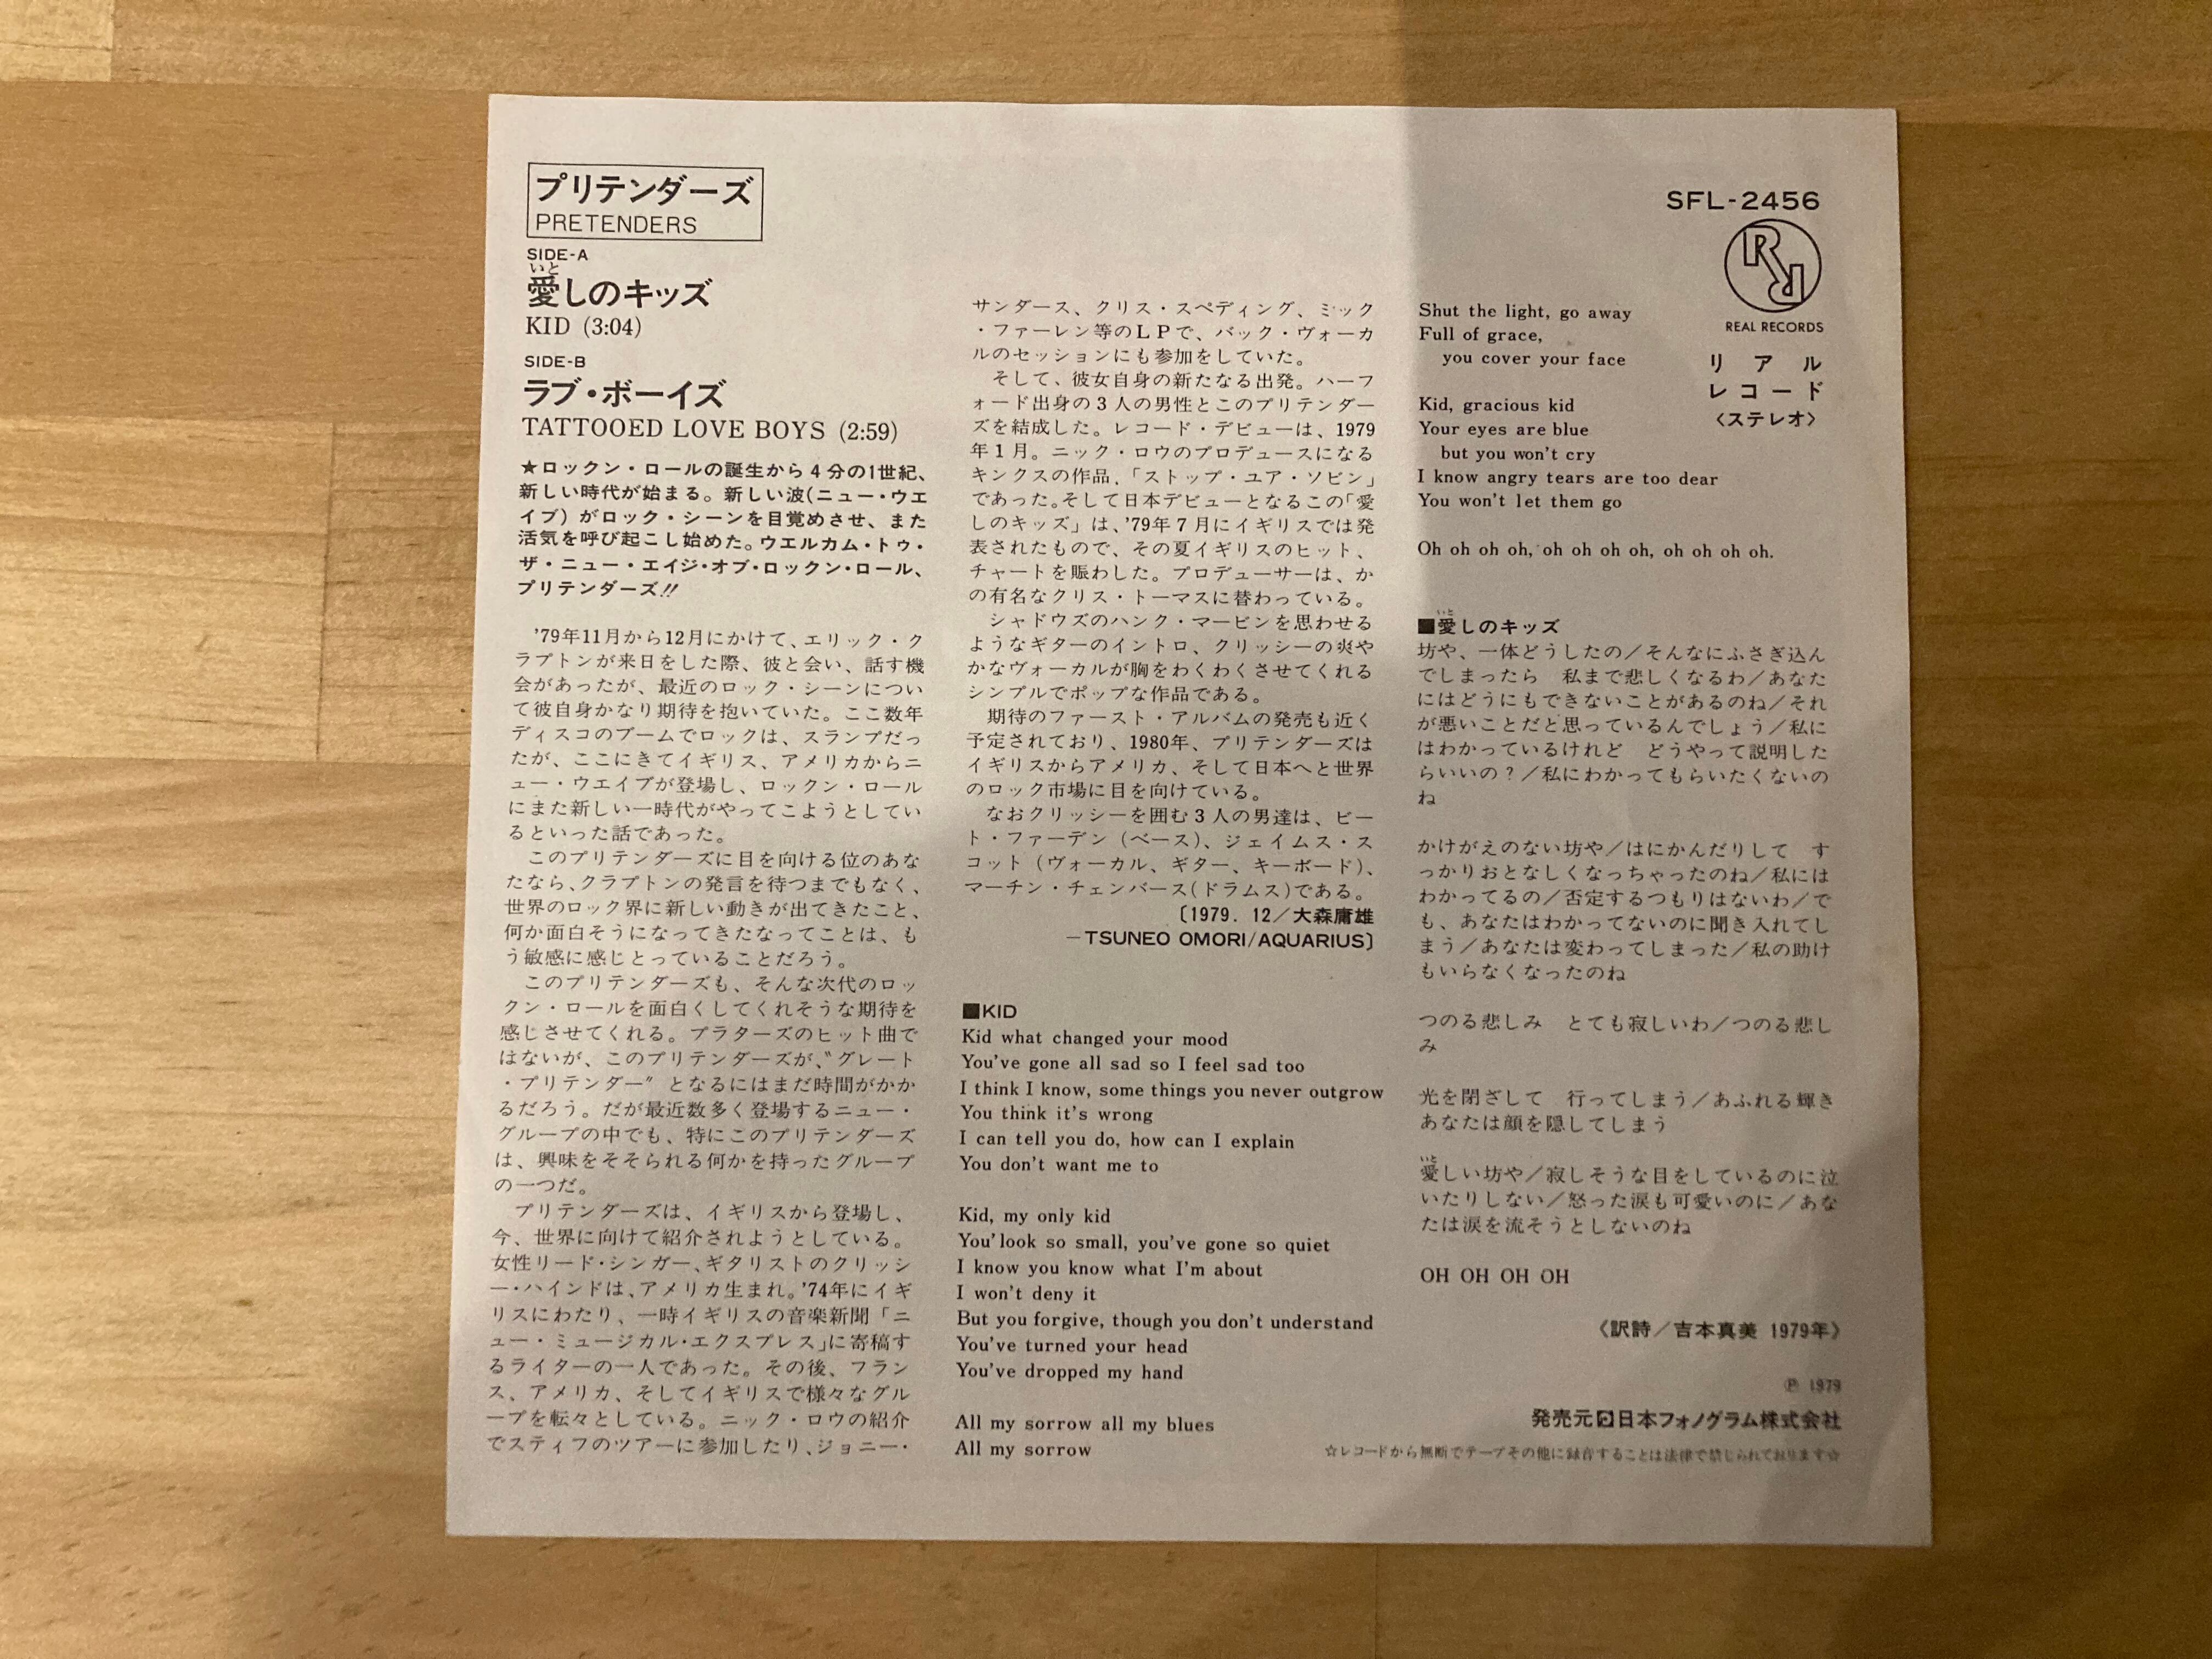 プリテンダーズ
PRETENDERS
SIDE-A
いと
愛しのキッズ
KID (3:04)
SIDE-B
ラブ・ボーイズ
TATTOOED LOVE BOYS (2:59)
★ロックン・ロールの誕生から4分の1世紀、
新しい時代が始まる。新しい波(ニュー・ウエ
イブ) がロック・シーンを目覚めさせ、また
活気を呼び起こし始めた。ウエルカム・トゥ・
ザ・ニュー・エイジ・オブ・ロックン・ロール、
プリテンダーズ!!
'79年11月から12月にかけて、エリック・ク
ラプトンが来日をした際、彼と会い、話す機
会があったが、最近のロック・シーンについ
て彼自身かなり期待を抱いていた。ここ数年
ディスコのブームでロックは、スランプだっ
たが、ここにきてイギリス、アメリカからニ
ュー・ウエイブが登場し、ロックン・ロール
にまた新しい一時代がやってこようとしてい
るといった話であった。
このプリテンダーズに目を向ける位のあな
たなら、クラプトンの発言を待つまでもなく、
世界のロック界に新しい動きが出てきたこと、
何か面白そうになってきたなってことは、も
う敏感に感じとっていることだろう。
このプリテンダーズも、そんな次代のロッ
クン・ロールを面白くしてくれそうな期待を
感じさせてくれる。プラターズのヒット曲で
はないが、このプリテンダーズが、〝グレート
・プリテンダー〞となるにはまだ時間がかか
るだろう。だが最近数多く登場するニュー・
グループの中でも、特にこのプリテンダーズ
は、興味をそそられる何かを持ったグループ
の一つだ。
プリテンダーズは、イギリスから登場し、
今、世界に向けて紹介されようとしている。
女性リード・シンガー、ギタリストのクリッシ
ー・ハインドは、アメリカ生まれ。'74年にイギ
リスにわたり、一時イギリスの音楽新聞「ニ
ュー・ミュージカル・エクスプレス」に寄稿す
るライターの一人であった。その後、フラン
ス、アメリカ、そしてイギリスで様々なグル
ープを転々としている。ニック・ロウの紹介
でスティフのツアーに参加したり、ジョニー・
サンダース、クリス・スペディング、ミック
・ファーレン等のLPで、バック・ヴォーカ
ルのセッションにも参加をしていた。
そして、彼女自身の新たなる出発。ハーフ
ォード出身の3人の男性とこのプリテンダー
ズを結成した。レコード・デビューは、1979
年1月。ニック・ロウのプロデュースになる
キンクスの作品、「ストップ・ユア・ソビン」
であった。そして日本デビューとなるこの「愛
しのキッズ」は、'79年7月にイギリスでは発
表されたもので、その夏イギリスのヒット、
チャートを賑わした。プロデューサーは、か
の有名なクリス・トーマスに替わっている。
シャドウズのハンク・マービンを思わせる
ようなギターのイントロ、クリッシーの爽や
かなヴォーカルが胸をわくわくさせてくれる
シンプルでポップな作品である。
期待のファースト・アルバムの発売も近く
予定されており、1980年、プリテンダーズは
イギリスからアメリカ、そして日本へと世界
のロック市場に目を向けている。
なおクリッシーを囲む3人の男達は、ピー
ト・ファーデン (ベース)、ジェイムス・ス
コット (ヴォーカル、ギター、キーボード)、
マーチン・チェンバース(ドラムス)である。
〔1979. 12／大森庸雄
－TSUNEO OMORI/AQUARIUS〕
■KID
Kid what changed your mood
You've gone all sad so I feel sad too
I think I know, some things you never outgrow
You think it's wrong
I can tell you do, how can I explain
You don't want me to
Kid, my only kid
You'look so small, you've gone so quiet
I know you know what I'm about
I won't deny it
But you forgive, though you don't understand
You've turned your head
You've dropped my hand
All my sorrow all my blues
All my sorrow
Shut the light, go away
Full of grace,
you cover your face
Kid, gracious kid
Your eyes are blue
but you won't cry
I know angry tears are too dear
You won't let them go
Oh oh oh oh, oh oh oh oh, oh oh oh oh.
SFL-2456
REAL RECORDS
リアル
レコード
〈ステレオ〉
いと
■愛しのキッズ
坊や、一体どうしたの／そんなにふさぎ込ん
でしまったら　私まで悲しくなるわ／あなた
にはどうにもできないことがあるのね／それ
が悪いことだと思っているんでしょう／私に
はわかっているけれど　どうやって説明した
らいいの？／私にわかってもらいたくないの
ね
かけがえのない坊や／はにかんだりして　す
っかりおとなしくなっちゃったのね／私には
わかってるの／否定するつもりはないわ／で
も、あなたはわかってないのに聞き入れてし
まう／あなたは変わってしまった／私の助け
もいらなくなったのね
つのる悲しみ　とても寂しいわ／つのる悲し
み
光を閉ざして　行ってしまう／あふれる輝き
あなたは顔を隠してしまう
いと
愛しい坊や／寂しそうな目をしているのに泣
いたりしない／怒った涙も可愛いのに／あな
たは涙を流そうとしないのね
OH OH OH OH
《訳詩／吉本真美 1979年》
Ⓟ 1979
発売元 日本フォノグラム株式会社
☆レコードから無断でテープその他に録音することは法律で禁じられております☆